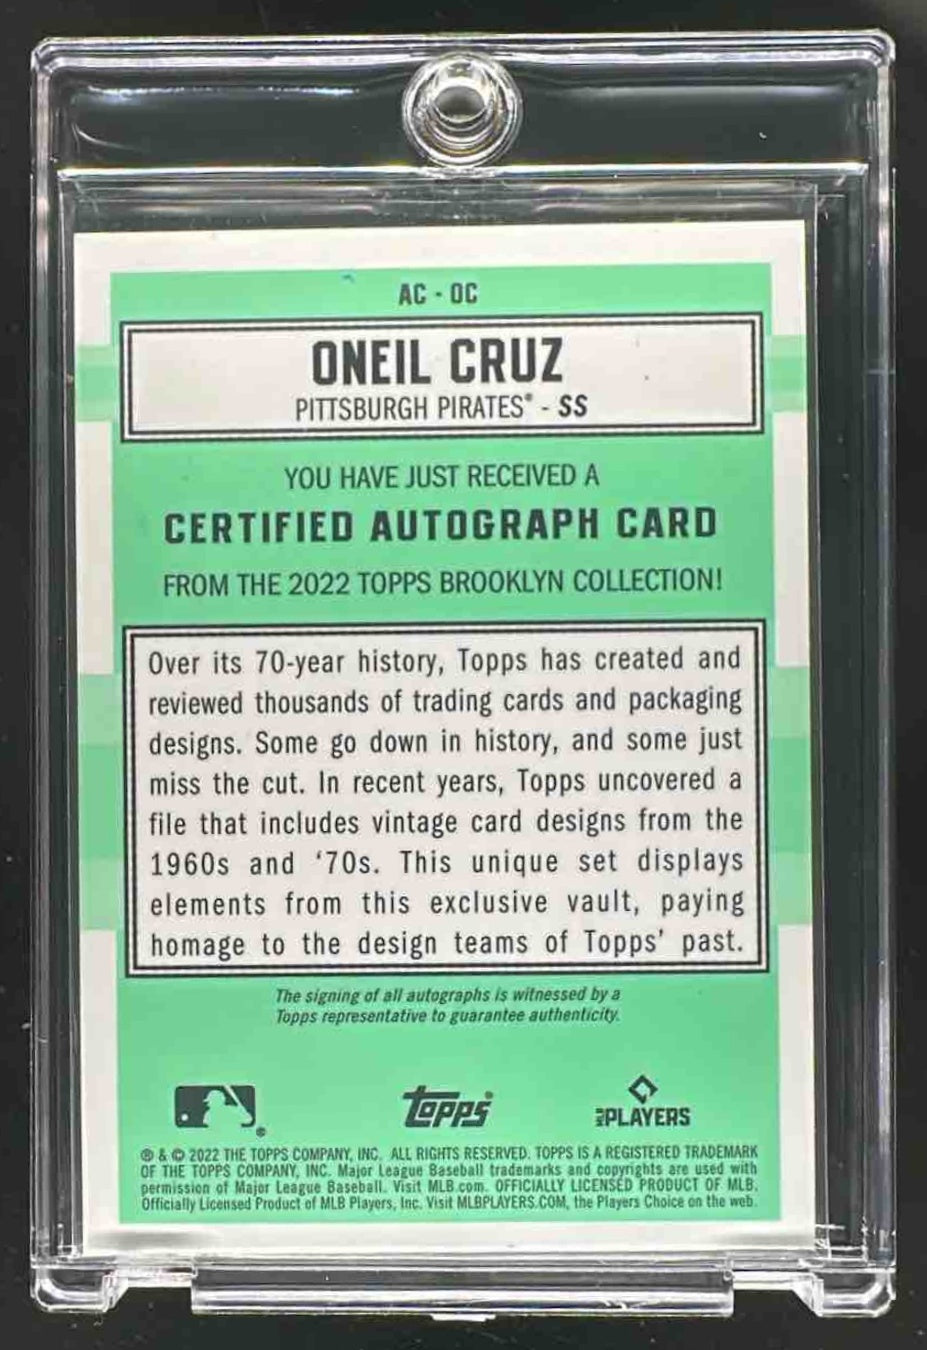 AC - OC
ONEIL CRUZ
PITTSBURGH PIRATES® - SS
YOU HAVE JUST RECEIVED A
CERTIFIED AUTOGRAPH CARD
FROM THE 2022 TOPPS BROOKLYN COLLECTION!
Over its 70-year history, Topps has created and
reviewed thousands of trading cards and packaging
designs. Some go down in history, and some just
miss the cut. In recent years, Topps uncovered a
file that includes vintage card designs from the
1960s and ‘70s. This unique set displays
elements from this exclusive vault, paying
homage to the design teams of Topps’ past.
The signing of all autographs is witnessed by a
Topps representative to guarantee authenticity.
topps
MLB PLAYERS
® & © 2022 THE TOPPS COMPANY, INC. ALL RIGHTS RESERVED. TOPPS IS A REGISTERED TRADEMARK
OF THE TOPPS COMPANY, INC. Major League Baseball trademarks and copyrights are used with
permission of Major League Baseball. Visit MLB.com. OFFICIALLY LICENSED PRODUCT OF MLB.
Officially Licensed Product of MLB Players, Inc. Visit MLBPLAYERS.COM, the Players Choice on the web.